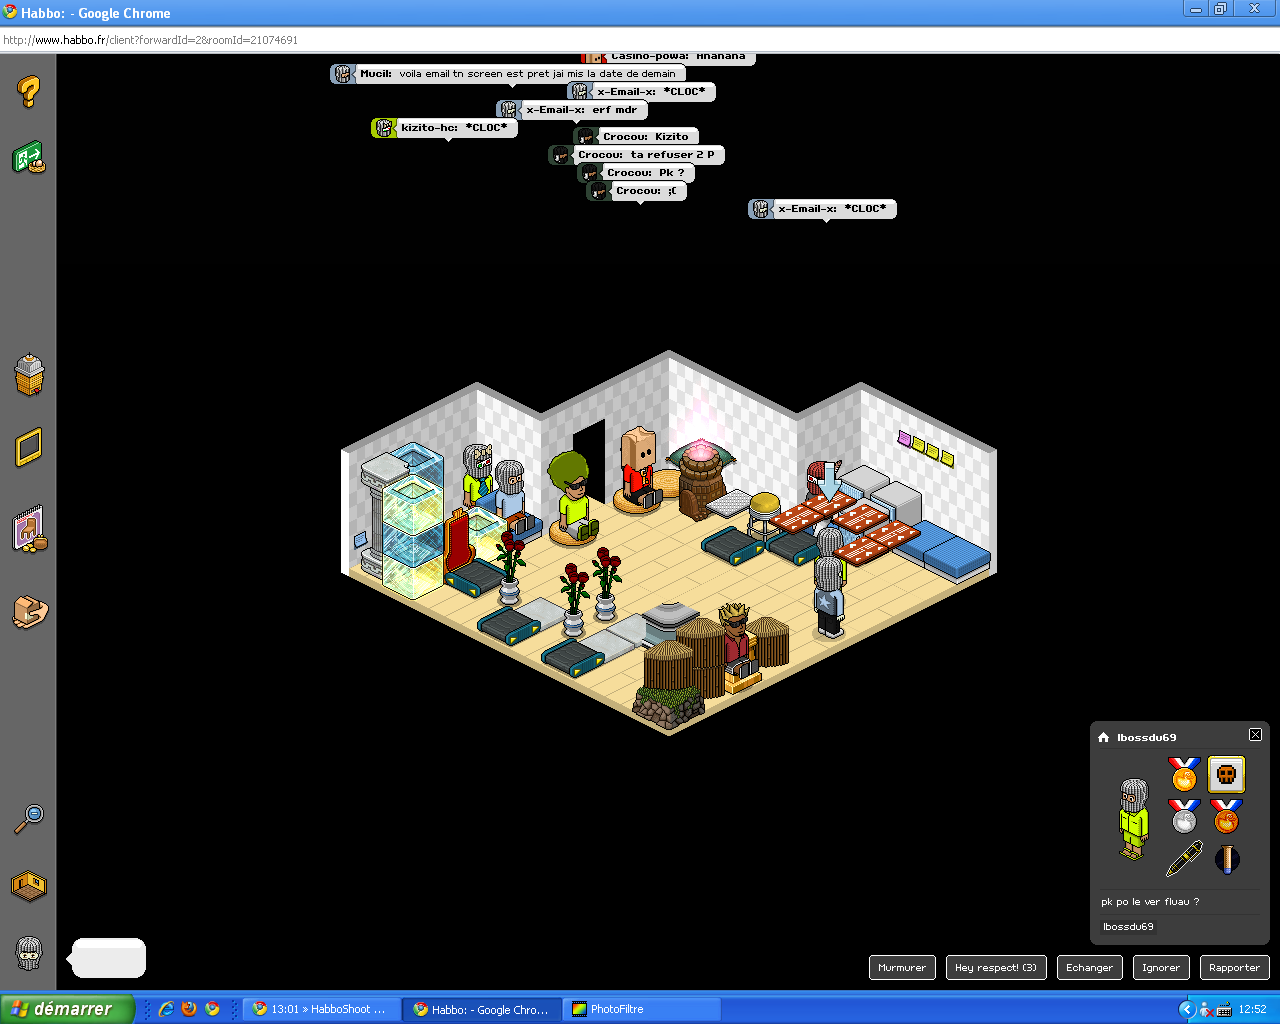 Habbo: - Google Chrome
http://www.habbo.fr/client?forwardId=2&roomId=21074691
Casino-powa: Ahahaha
Mucil: voila email tn screen est pret jai mis la date de demain
x-Email-x: *CLOC*
x-Email-x: erf mdr
kizito-hc: *CLOC*
Crocou: Kizito
Crocou: ta refuser 2 P
Crocou: Pk ?
Crocou: ;(
x-Email-x: *CLOC*
lbossdu69
pk po le ver fluau ?
lbossdu69
Murmurer
Hey respect! (3)
Echanger
Ignorer
Rapporter
démarrer
13:01 » HabboShoot ...
Habbo: - Google Chro...
PhotoFiltre
12:52